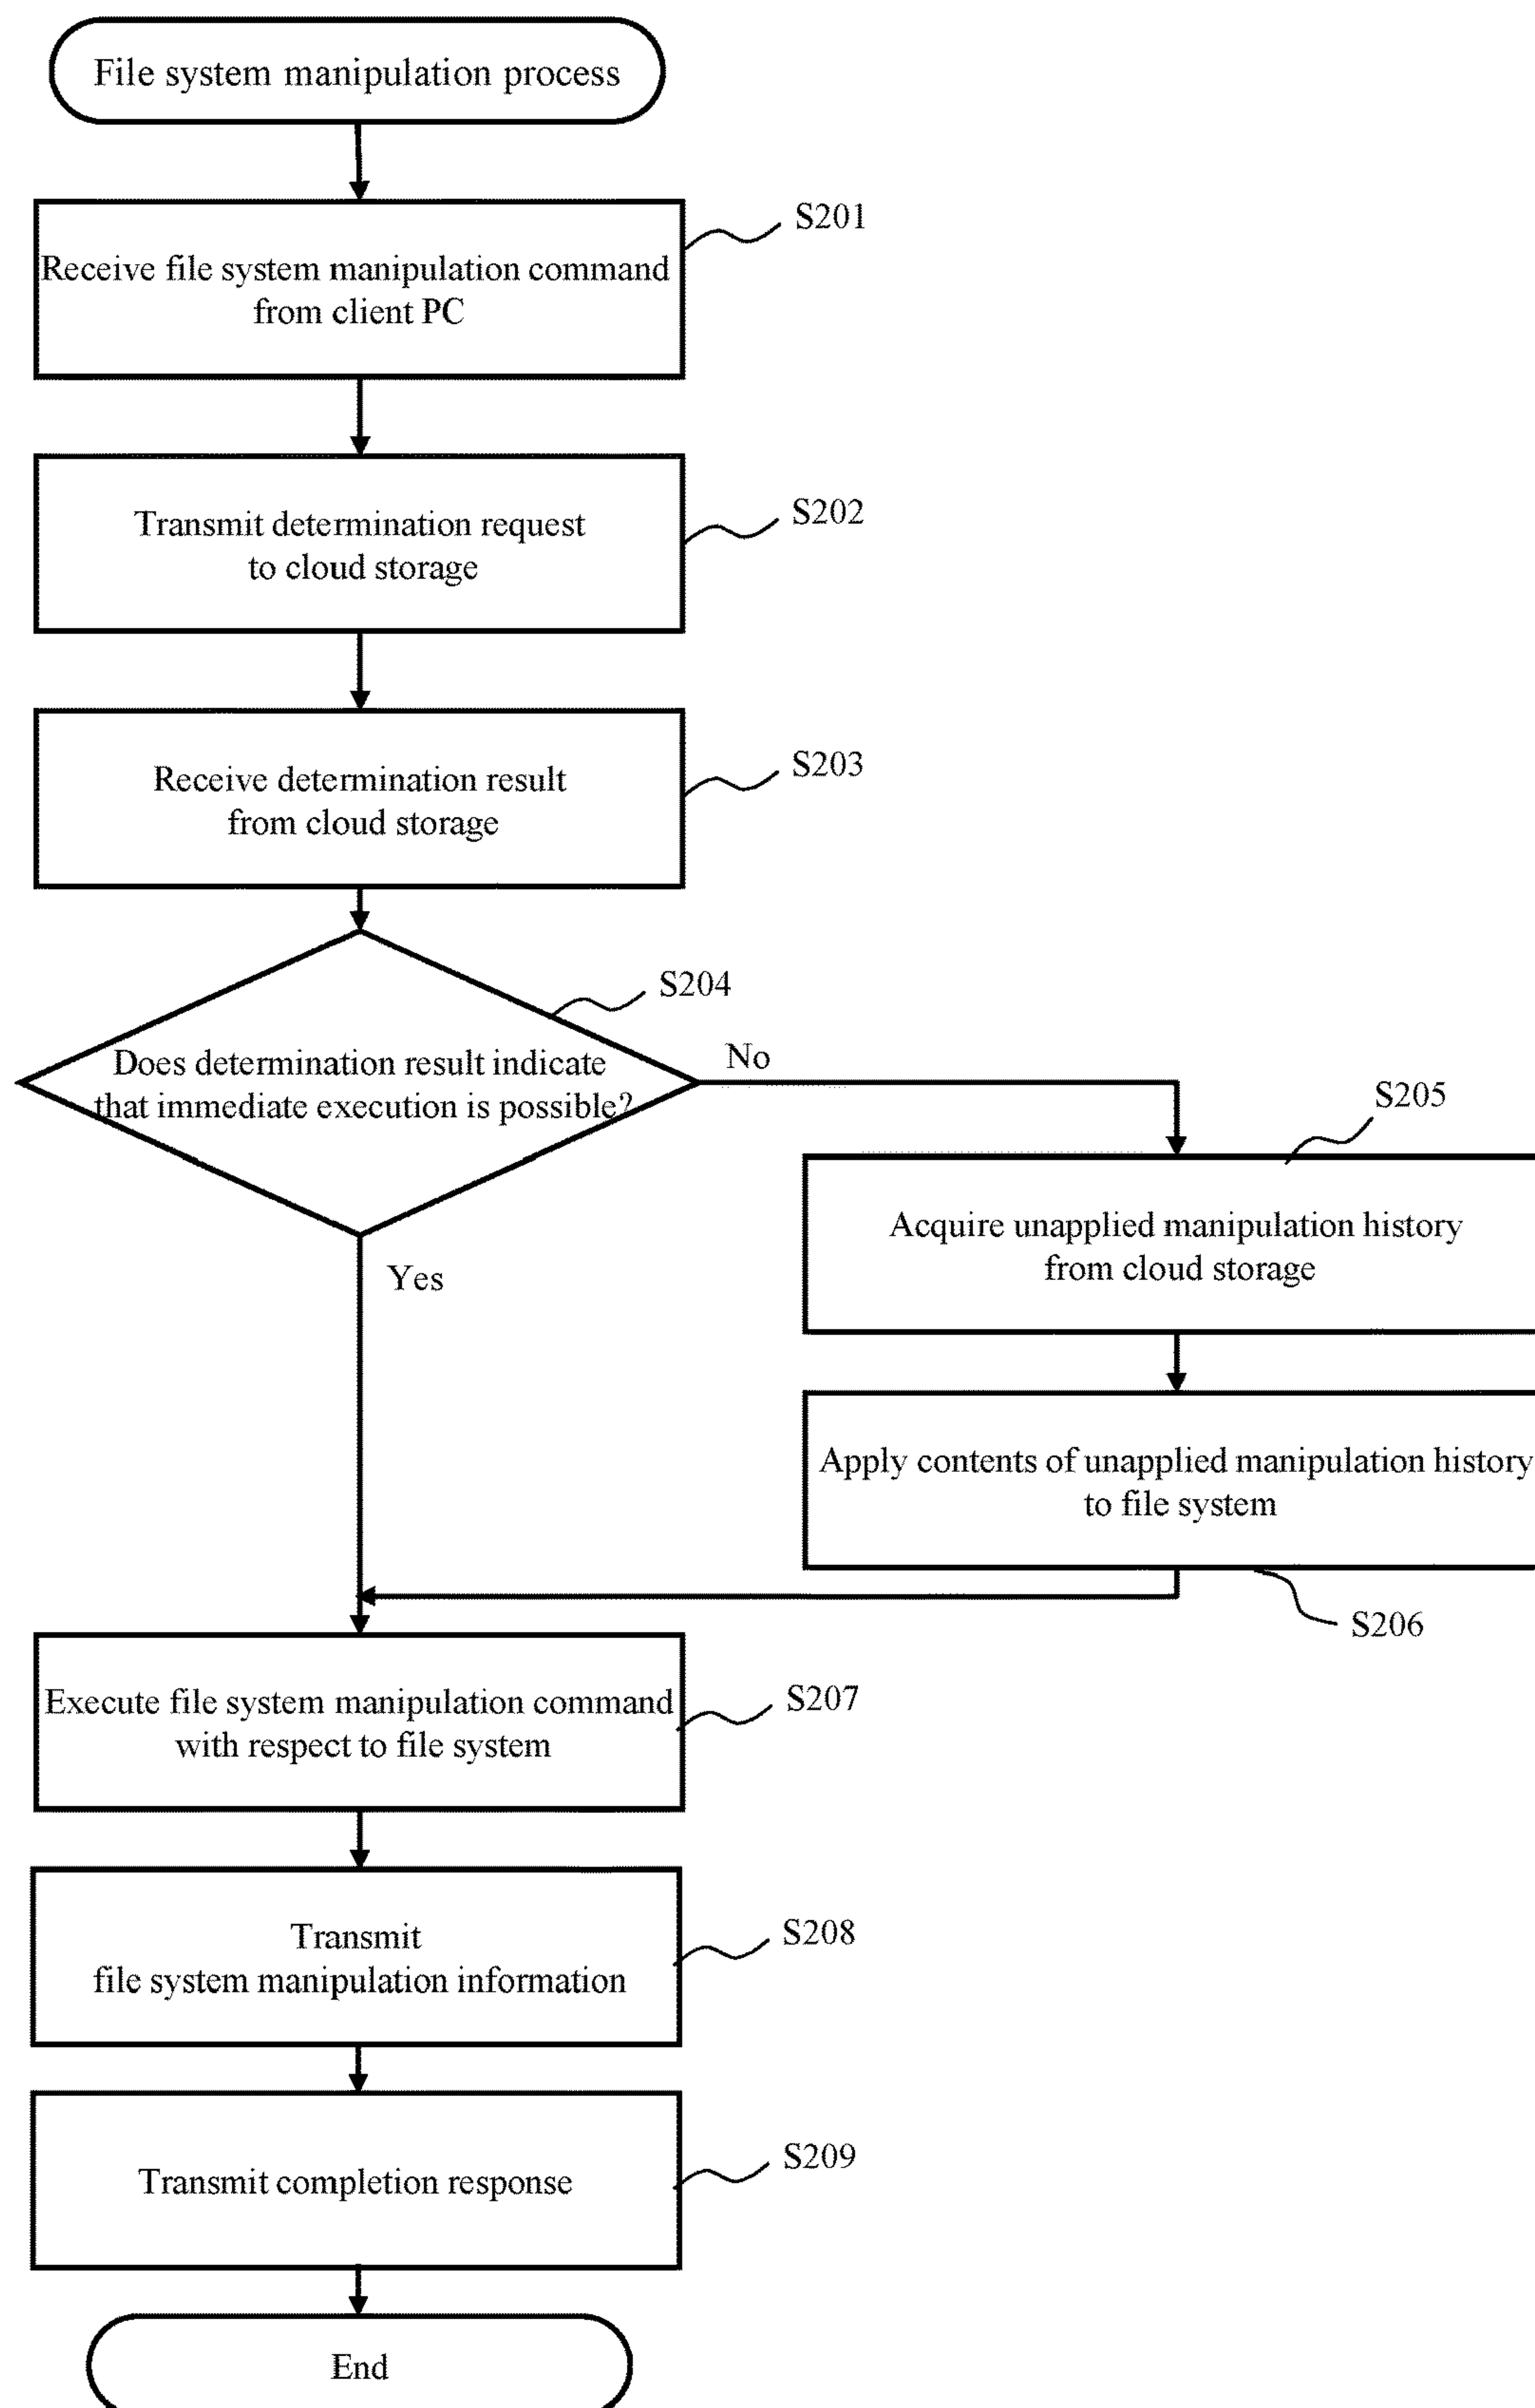 File system manipulation process
S201
Receive file system manipulation command
from client PC
S202
Transmit determination request
to cloud storage
S203
Receive determination result
from cloud storage
S204
Does determination result indicate
that immediate execution is possible?
No
S205
Acquire unapplied manipulation history
from cloud storage
Yes
Apply contents of unapplied manipulation history
to file system
S206
Execute file system manipulation command
with respect to file system
S207
Transmit
file system manipulation information
S208
Transmit completion response
S209
End